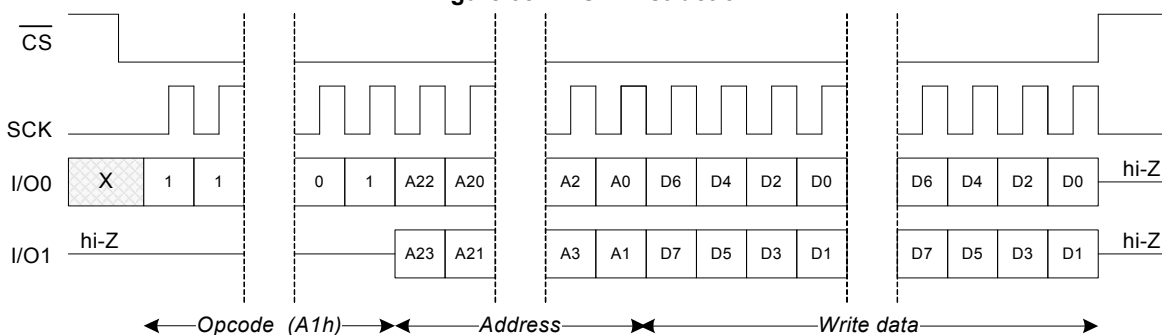 CS
SCK
I/O0 X 1 1 0 1 A22 A20 A2 A0 D6 D4 D2 D0 D6 D4 D2 D0 hi-Z
I/O1 hi-Z A23 A21 A3 A1 D7 D5 D3 D1 D7 D5 D3 D1 hi-Z
Opcode (A1h) Address Write data